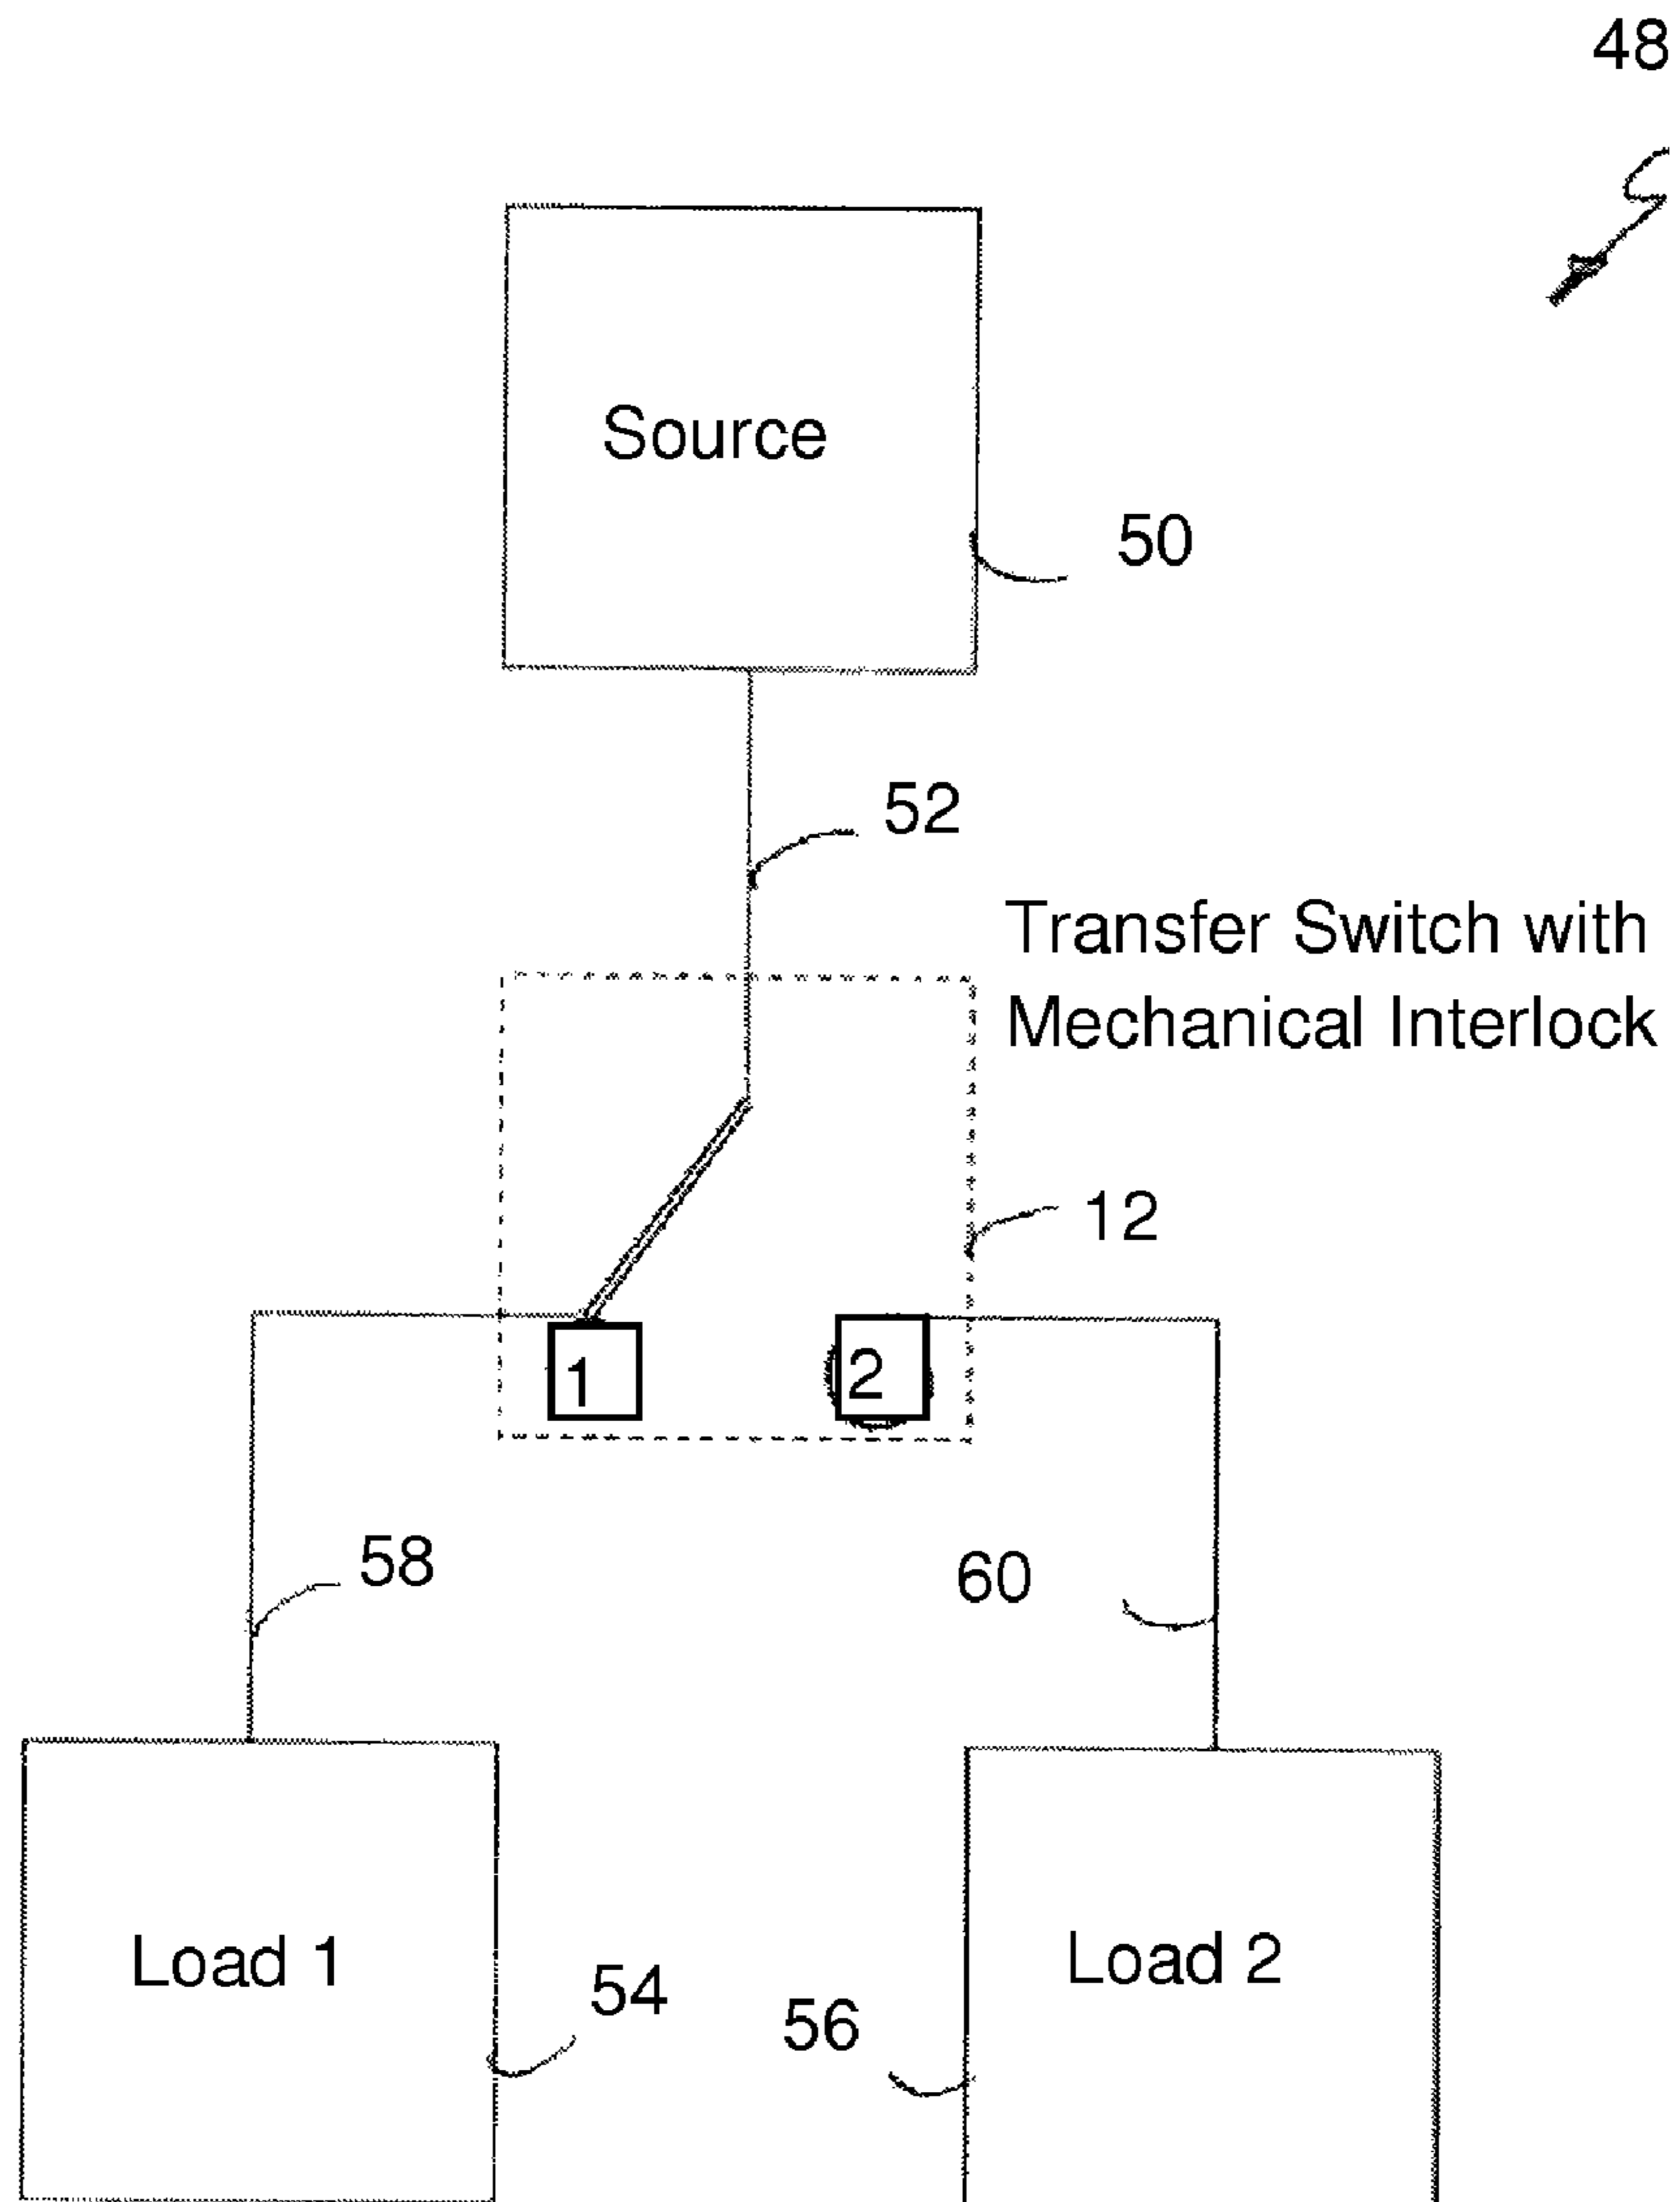 48
Source
50
52
Transfer Switch with
Mechanical Interlock
12
1
2
58
60
Load 1
Load 2
54
56